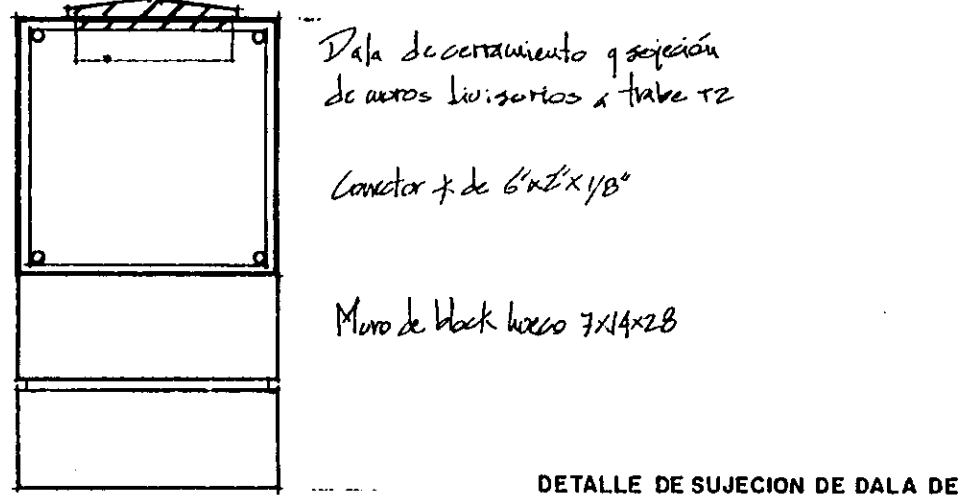 Dala de cerramiento y sujeción
de muros divisorios a trabe T2
Conector de 6"x2"x1/8"
Muro de block hueco 7x14x28
DETALLE DE SUJECION DE DALA DE